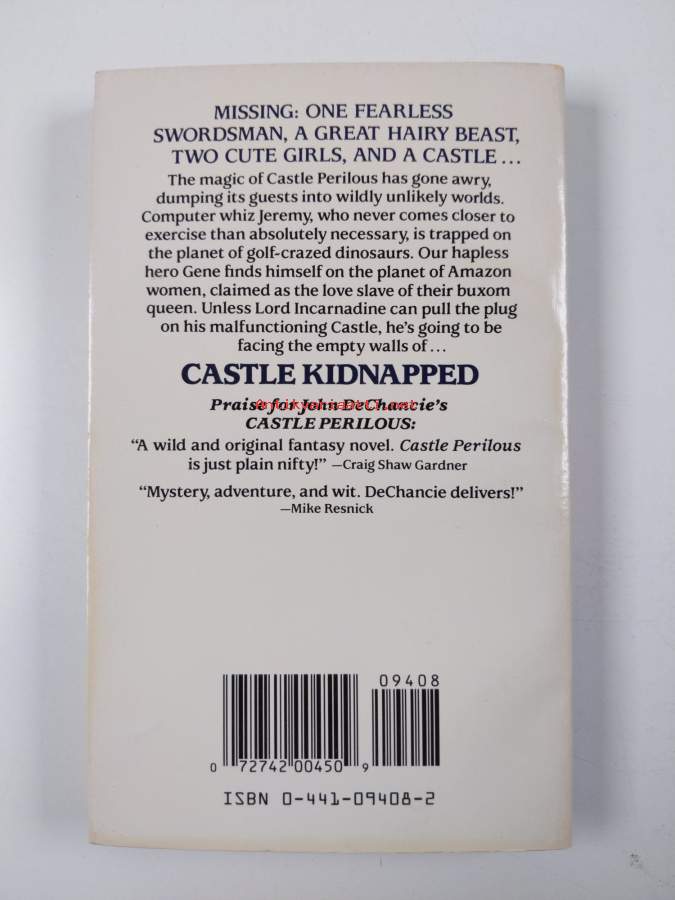 MISSING: ONE FEARLESS
SWORDSMAN, A GREAT HAIRY BEAST,
TWO CUTE GIRLS, AND A CASTLE...
The magic of Castle Perilous has gone awry,
dumping its guests into wildly unlikely worlds.
Computer whiz Jeremy, who never comes closer to
exercise than absolutely necessary, is trapped on
the planet of golf-crazed dinosaurs. Our hapless
hero Gene finds himself on the planet of Amazon
women, claimed as the love slave of their buxom
queen. Unless Lord Incarnadine can pull the plug
on his malfunctioning Castle, he's going to be
facing the empty walls of...
CASTLE KIDNAPPED
Praise for John DeChancie's
CASTLE PERILOUS:
“A wild and original fantasy novel. Castle Perilous
is just plain nifty!” —Craig Shaw Gardner
“Mystery, adventure, and wit. DeChancie delivers!”
—Mike Resnick
09408
0 72742 00450 9
ISBN 0-441-09408-2